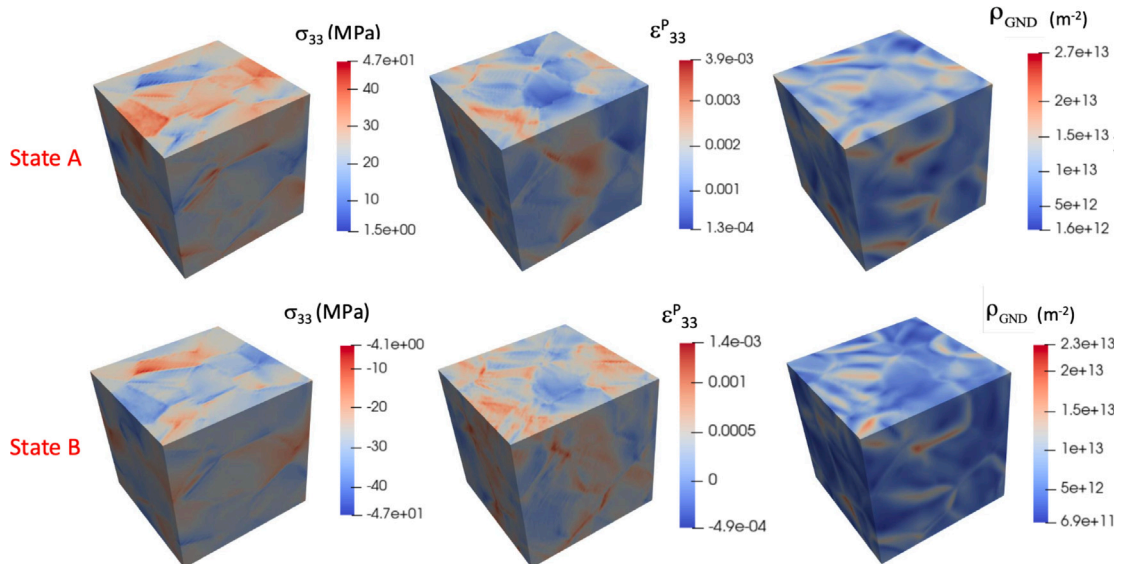 σ₃₃ (MPa)
4.7e+01
40
30
20
10
1.5e+00
εᴾ₃₃
3.9e-03
0.003
0.002
0.001
1.3e-04
ρGND (m⁻²)
2.7e+13
2e+13
1.5e+13
1e+13
5e+12
1.6e+12
State A
σ₃₃ (MPa)
-4.1e+00
-10
-20
-30
-40
-4.7e+01
εᴾ₃₃
1.4e-03
0.001
0.0005
0
-4.9e-04
ρGND (m⁻²)
2.3e+13
2e+13
1.5e+13
1e+13
5e+12
6.9e+11
State B